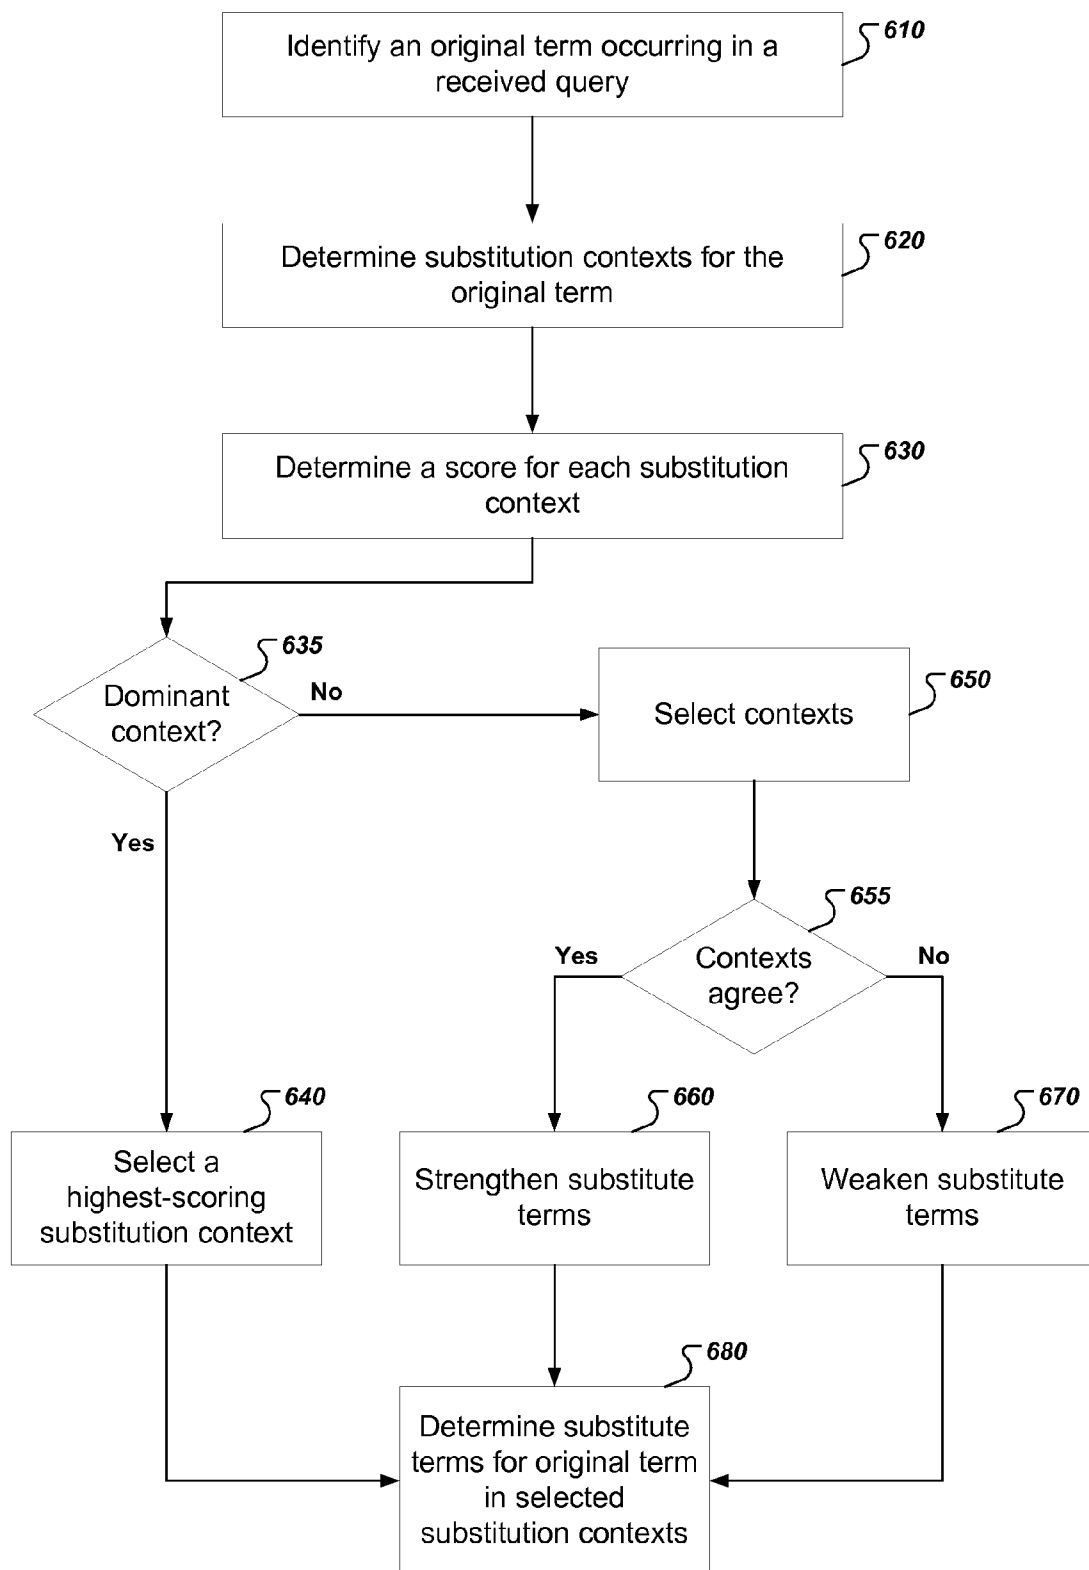 Identify an original term occurring in a
received query
610
Determine substitution contexts for the
original term
620
Determine a score for each substitution
context
630
635
Dominant
context?
No
Yes
Select contexts
650
655
Contexts
agree?
Yes
No
640
Select a
highest-scoring
substitution context
660
Strengthen substitute
terms
670
Weaken substitute
terms
680
Determine substitute
terms for original term
in selected
substitution contexts